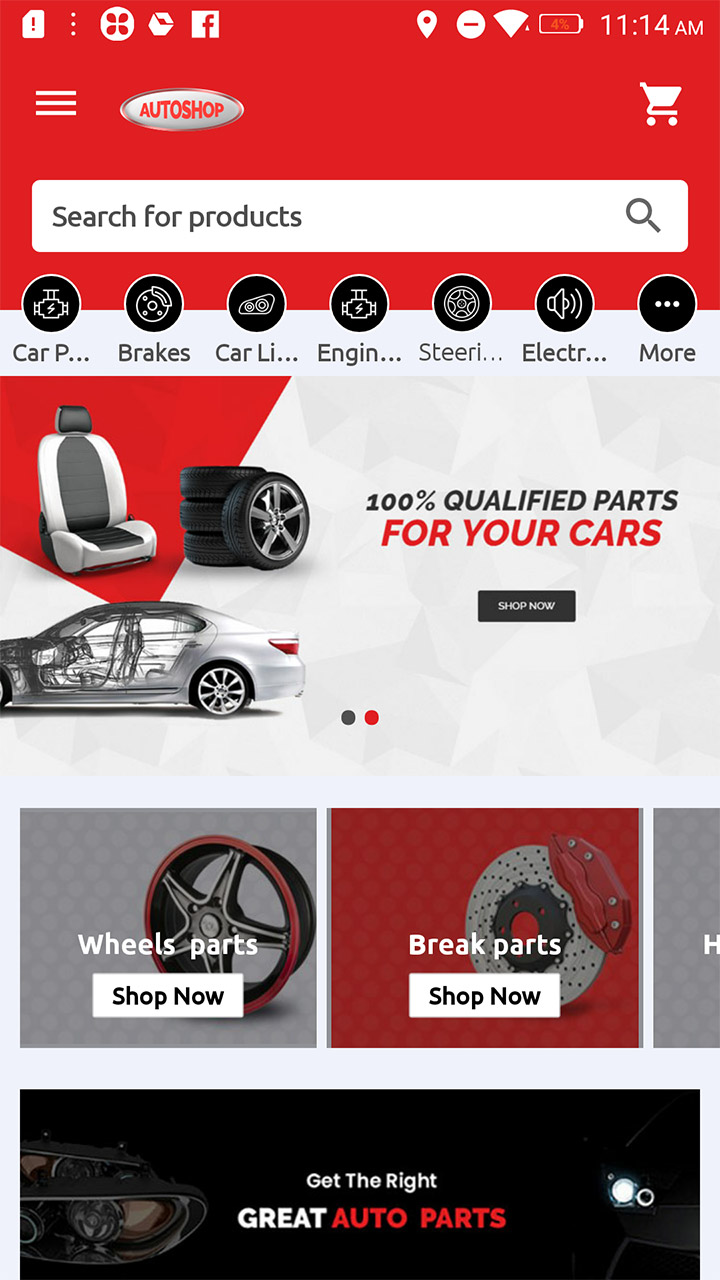 4%
11:14 AM
AUTOSHOP
Search for products
Car P...
Brakes
Car Li...
Engin...
Steeri...
Electr...
More
100% QUALIFIED PARTS
FOR YOUR CARS
SHOP NOW
Wheels parts
Break parts
H
Shop Now
Shop Now
Get The Right
GREAT AUTO PARTS